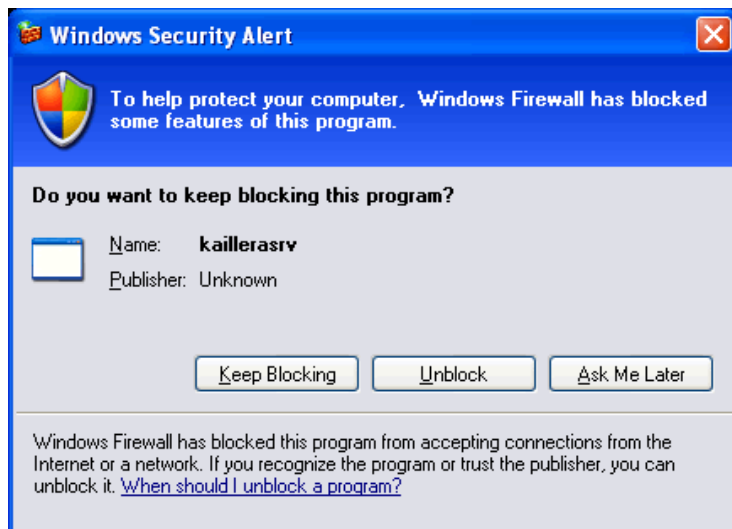 Windows Security Alert
To help protect your computer, Windows Firewall has blocked
some features of this program.
Do you want to keep blocking this program?
Name: kaillerasrv
Publisher: Unknown
Keep Blocking Unblock Ask Me Later
Windows Firewall has blocked this program from accepting connections from the
Internet or a network. If you recognize the program or trust the publisher, you can
unblock it. When should I unblock a program?